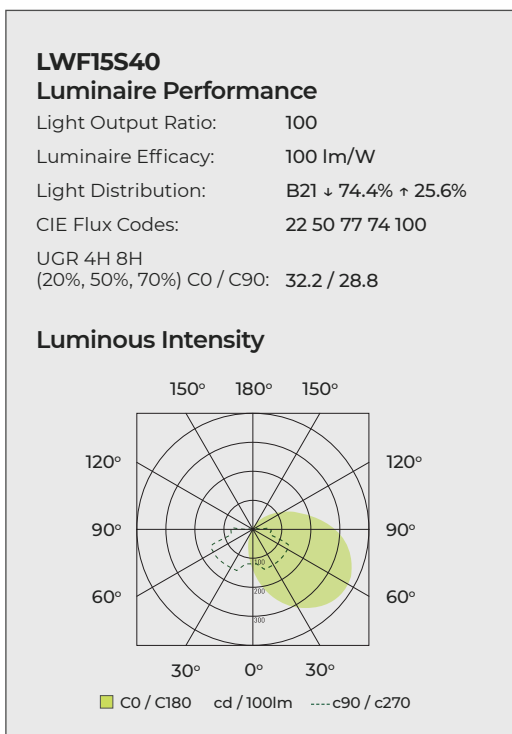 LWF15S40
Luminaire Performance
Light Output Ratio: 100
Luminaire Efficacy: 100 lm/W
Light Distribution: B21 ↓ 74.4% ↑ 25.6%
CIE Flux Codes: 22 50 77 74 100
UGR 4H 8H
(20%, 50%, 70%) C0 / C90: 32.2 / 28.8
Luminous Intensity
150° 180° 150°
120° 120°
90° 90°
100
60° 60°
200
300
30° 0° 30°
C0 / C180 cd / 100lm c90 / c270